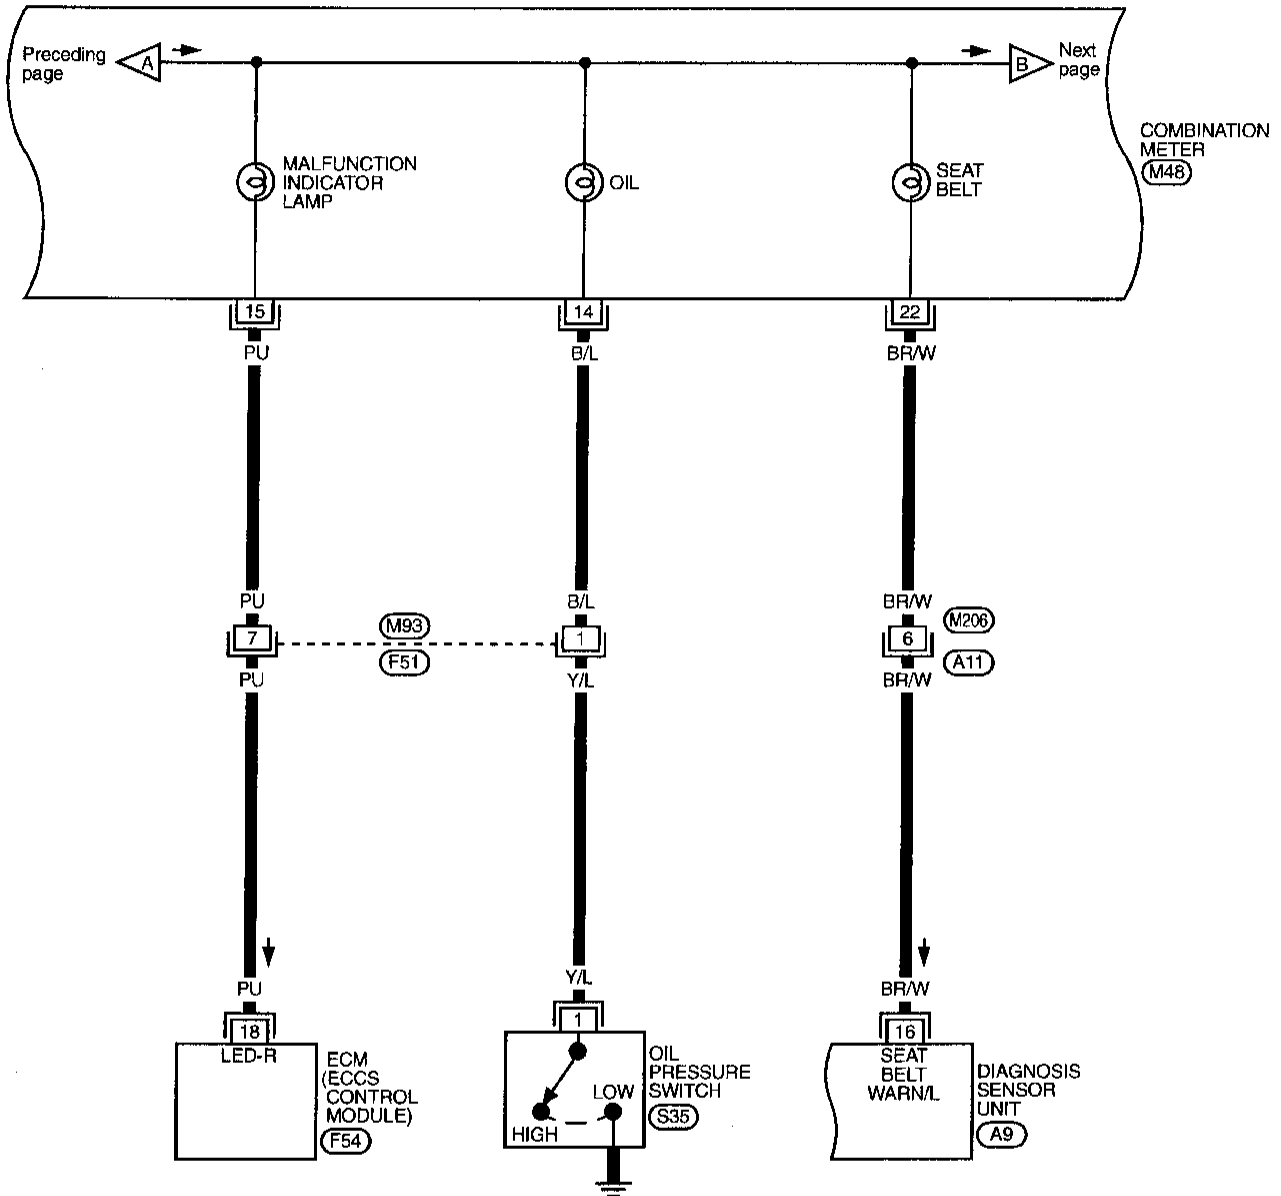 Preceding
page
A
B
Next
page
COMBINATION
METER
M48
MALFUNCTION
INDICATOR
LAMP
OIL
SEAT
BELT
15
14
22
PU
B/L
BR/W
PU
B/L
BR/W
7
M93
F51
1
6
M206
A11
PU
Y/L
BR/W
PU
Y/L
BR/W
18
LED-R
ECM
(ECCS
CONTROL
MODULE)
F54
1
OIL
PRESSURE
SWITCH
S35
LOW
HIGH
16
SEAT
BELT
WARN/L
DIAGNOSIS
SENSOR
UNIT
A9